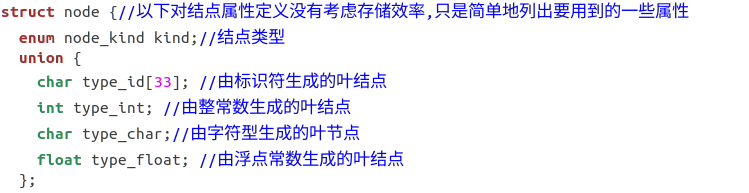 struct node {//以下对结点属性定义没有考虑存储效率,只是简单地列出要用到的一些属性
enum node_kind kind;//结点类型
union {
char type_id[33]; //由标识符生成的叶结点
int type_int; //由整常数生成的叶结点
char type_char;//由字符型生成的叶节点
float type_float; //由浮点常数生成的叶结点
};